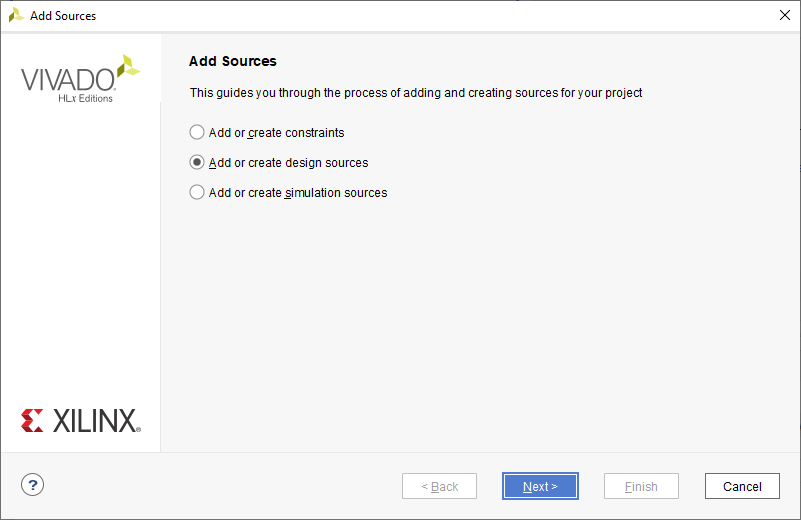 Add Sources
VIVADO®
HLx Editions
Add Sources
This guides you through the process of adding and creating sources for your project
Add or create constraints
Add or create design sources
Add or create simulation sources
XILINX®
?
< Back
Next >
Finish
Cancel